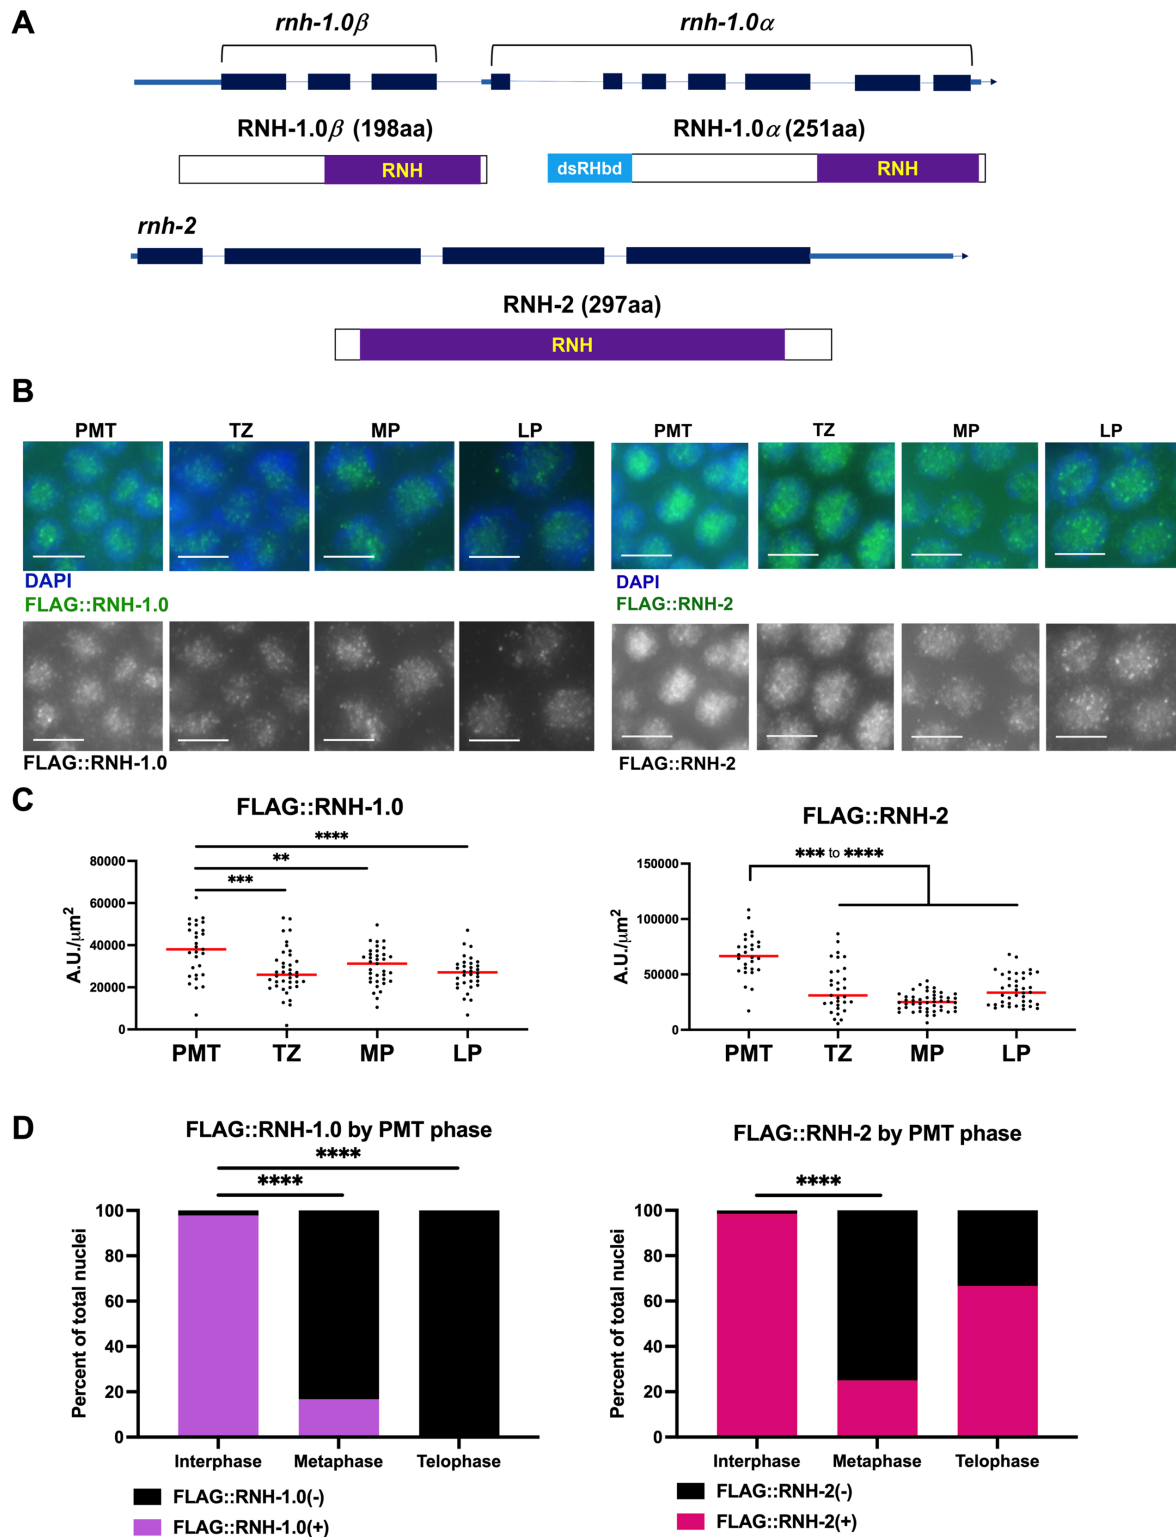 A
rnh-1.0β
rnh-1.0α
RNH-1.0β (198aa)
RNH-1.0α (251aa)
RNH
dsRHbd
RNH
rnh-2
RNH-2 (297aa)
RNH
B
PMT
TZ
MP
LP
PMT
TZ
MP
LP
DAPI
FLAG::RNH-1.0
DAPI
FLAG::RNH-2
FLAG::RNH-1.0
FLAG::RNH-2
C
FLAG::RNH-1.0
****
**
***
80000
60000
40000
20000
0
A.U./μm²
PMT
TZ
MP
LP
FLAG::RNH-2
*** to ****
150000
100000
50000
0
A.U./μm²
PMT
TZ
MP
LP
D
FLAG::RNH-1.0 by PMT phase
****
****
100
80
60
40
20
0
Percent of total nuclei
Interphase
Metaphase
Telophase
FLAG::RNH-1.0(-)
FLAG::RNH-1.0(+)
FLAG::RNH-2 by PMT phase
****
100
80
60
40
20
0
Percent of total nuclei
Interphase
Metaphase
Telophase
FLAG::RNH-2(-)
FLAG::RNH-2(+)